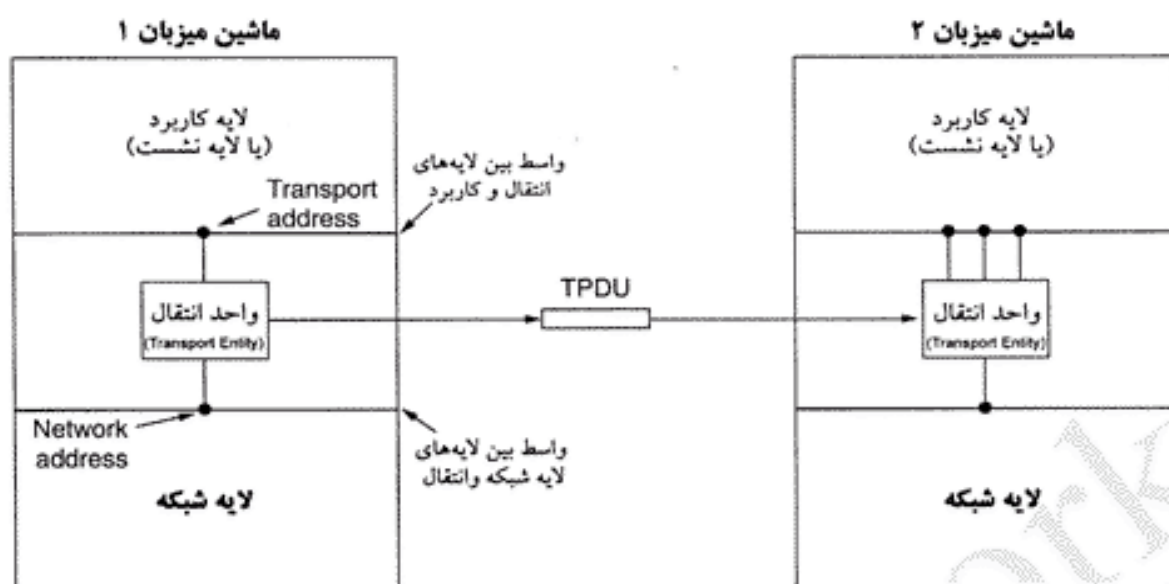 ماشین میزبان ۱
لایه کاربرد
(یا لایه نشست)
Transport
address
واسط بین لایه‌های
انتقال و کاربرد
واحد انتقال
(Transport Entity)
Network
address
واسط بین لایه‌های
لایه شبکه وانتقال
لایه شبکه
TPDU
ماشین میزبان ۲
لایه کاربرد
(یا لایه نشست)
واحد انتقال
(Transport Entity)
لایه شبکه